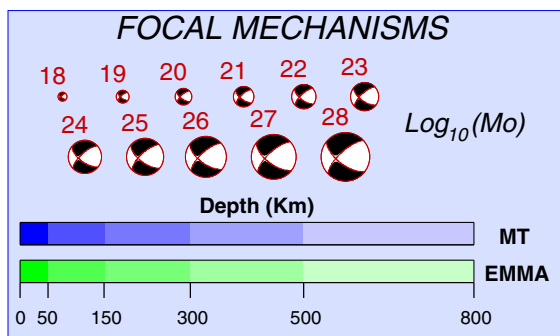 FOCAL MECHANISMS
18 19 20 21 22 23
24 25 26 27 28
Log10(Mo)
Depth (Km)
MT
EMMA
0 50 150 300 500 800